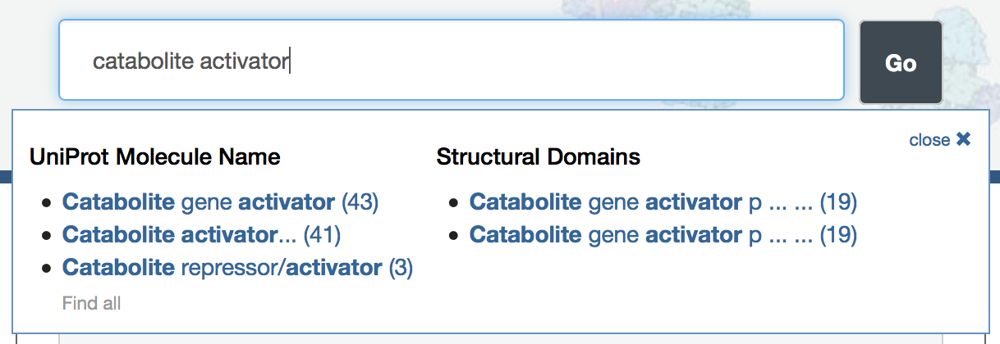 catabolite activator
Go
close ✖
UniProt Molecule Name
Catabolite gene activator (43)
Catabolite activator... (41)
Catabolite repressor/activator (3)
Find all
Structural Domains
Catabolite gene activator p ... ... (19)
Catabolite gene activator p ... ... (19)